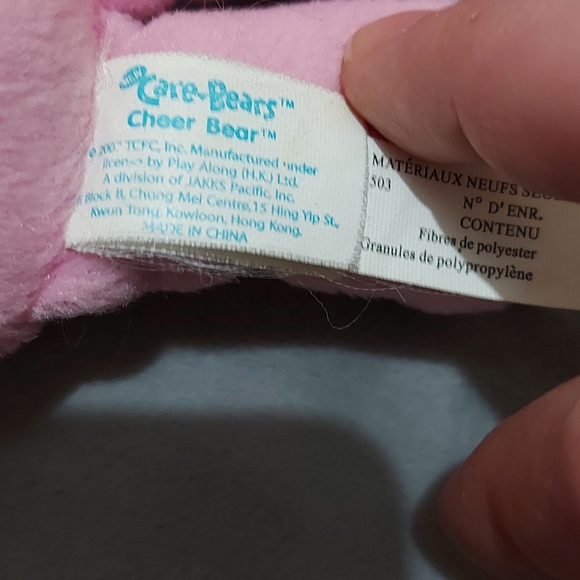 Care Bears™
Cheer Bear™
TCFC, Inc. Manufactured under
by Play Along (H.K.) Ltd.
A division of JAKKS Pacific, Inc.
Block B, Chung Mei Centre, 15 Hing Yip St.,
Kwun Tong, Kowloon, Hong Kong.
MADE IN CHINA
MATÉRIAUX NEUFS
503
N° D'ENR.
CONTENU
Fibres de polyester
Granules de polypropylène